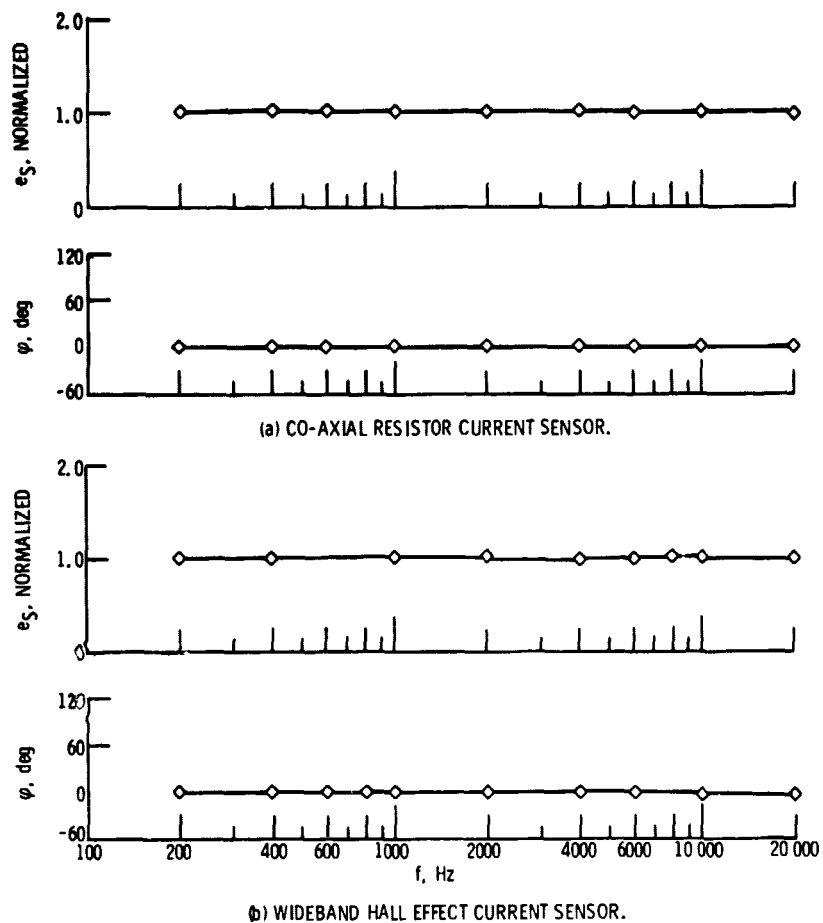 2.0
1.0
0
eS, NORMALIZED
120
60
0
-60
φ, deg
(a) CO-AXIAL RESISTOR CURRENT SENSOR.
2.0
1.0
0
eS, NORMALIZED
120
60
0
-60
φ, deg
100 200 400 600 1000 2000 4000 6000 10 000 20 000
f, Hz
(b) WIDEBAND HALL EFFECT CURRENT SENSOR.